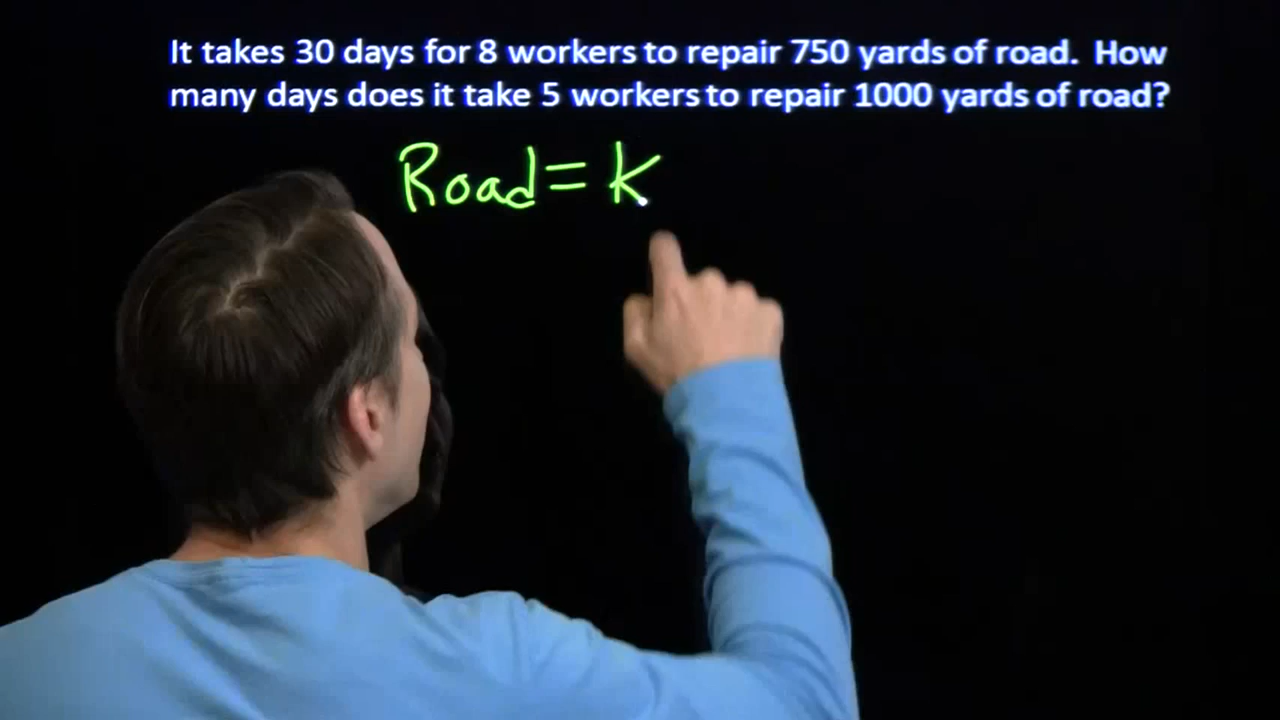 It takes 30 days for 8 workers to repair 750 yards of road. How
many days does it take 5 workers to repair 1000 yards of road?
Road = k